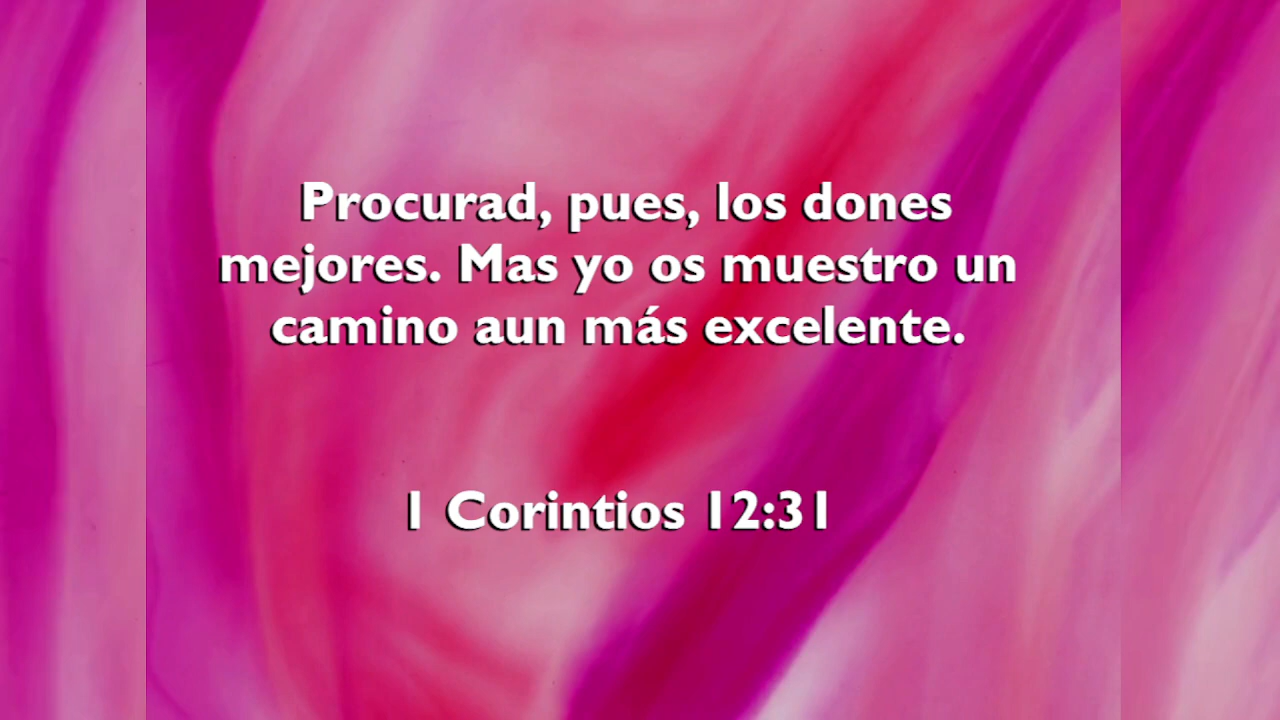 Procurad, pues, los dones
mejores. Mas yo os muestro un
camino aun más excelente.
1 Corintios 12:31